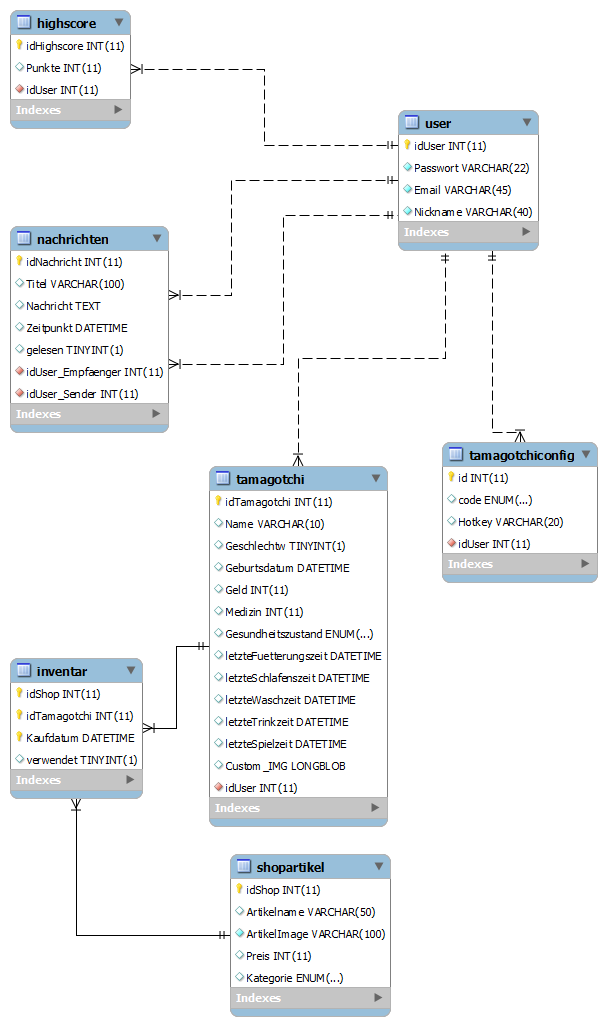 highscore
idHighscore INT(11)
Punkte INT(11)
idUser INT(11)
Indexes
user
idUser INT(11)
Passwort VARCHAR(22)
Email VARCHAR(45)
Nickname VARCHAR(40)
Indexes
nachrichten
idNachricht INT(11)
Titel VARCHAR(100)
Nachricht TEXT
Zeitpunkt DATETIME
gelesen TINYINT(1)
idUser_Empfaenger INT(11)
idUser_Sender INT(11)
Indexes
tamagotchiconfig
id INT(11)
code ENUM(...)
Hotkey VARCHAR(20)
idUser INT(11)
Indexes
tamagotchi
idTamagotchi INT(11)
Name VARCHAR(10)
Geschlechtw TINYINT(1)
Geburtsdatum DATETIME
Geld INT(11)
Medizin INT(11)
Gesundheitszustand ENUM(...)
letzteFuetterungszeit DATETIME
letzteSchlafenszeit DATETIME
letzteWaschzeit DATETIME
letzteTrinkzeit DATETIME
letzteSpielzeit DATETIME
Custom_IMG LONGBLOB
idUser INT(11)
Indexes
inventar
idShop INT(11)
idTamagotchi INT(11)
Kaufdatum DATETIME
verwendet TINYINT(1)
Indexes
shopartikel
idShop INT(11)
Artikelname VARCHAR(50)
ArtikelImage VARCHAR(100)
Preis INT(11)
Kategorie ENUM(...)
Indexes